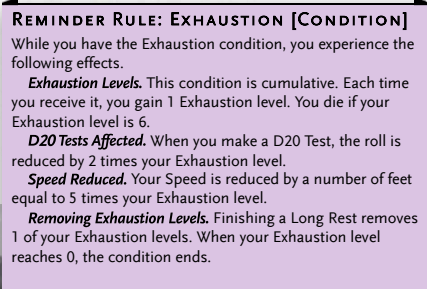 REMINDER RULE: EXHAUSTION [CONDITION]
While you have the Exhaustion condition, you experience the
following effects.
Exhaustion Levels. This condition is cumulative. Each time
you receive it, you gain 1 Exhaustion level. You die if your
Exhaustion level is 6.
D20 Tests Affected. When you make a D20 Test, the roll is
reduced by 2 times your Exhaustion level.
Speed Reduced. Your Speed is reduced by a number of feet
equal to 5 times your Exhaustion level.
Removing Exhaustion Levels. Finishing a Long Rest removes
1 of your Exhaustion levels. When your Exhaustion level
reaches 0, the condition ends.